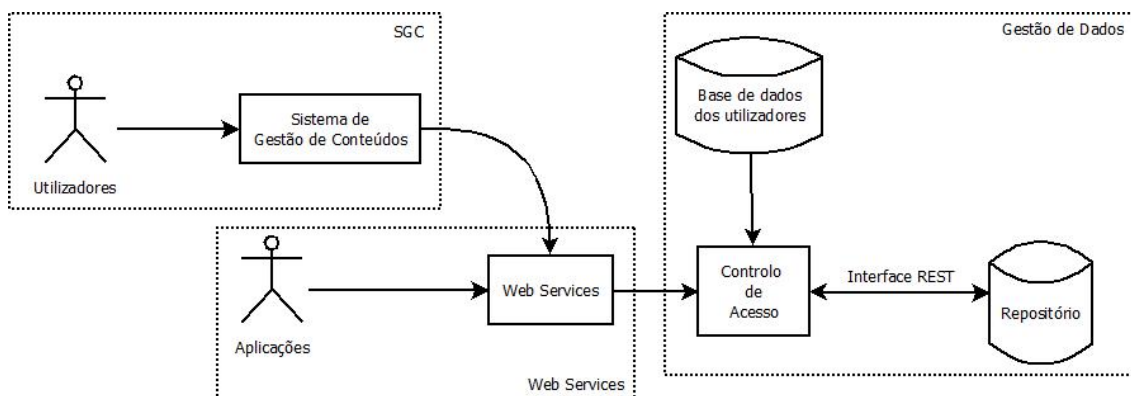 SGC
Sistema de
Gestão de Conteúdos
Utilizadores
Gestão de Dados
Base de dados
dos utilizadores
Aplicações
Web Services
Web Services
Controlo
de
Acesso
Interface REST
Repositório